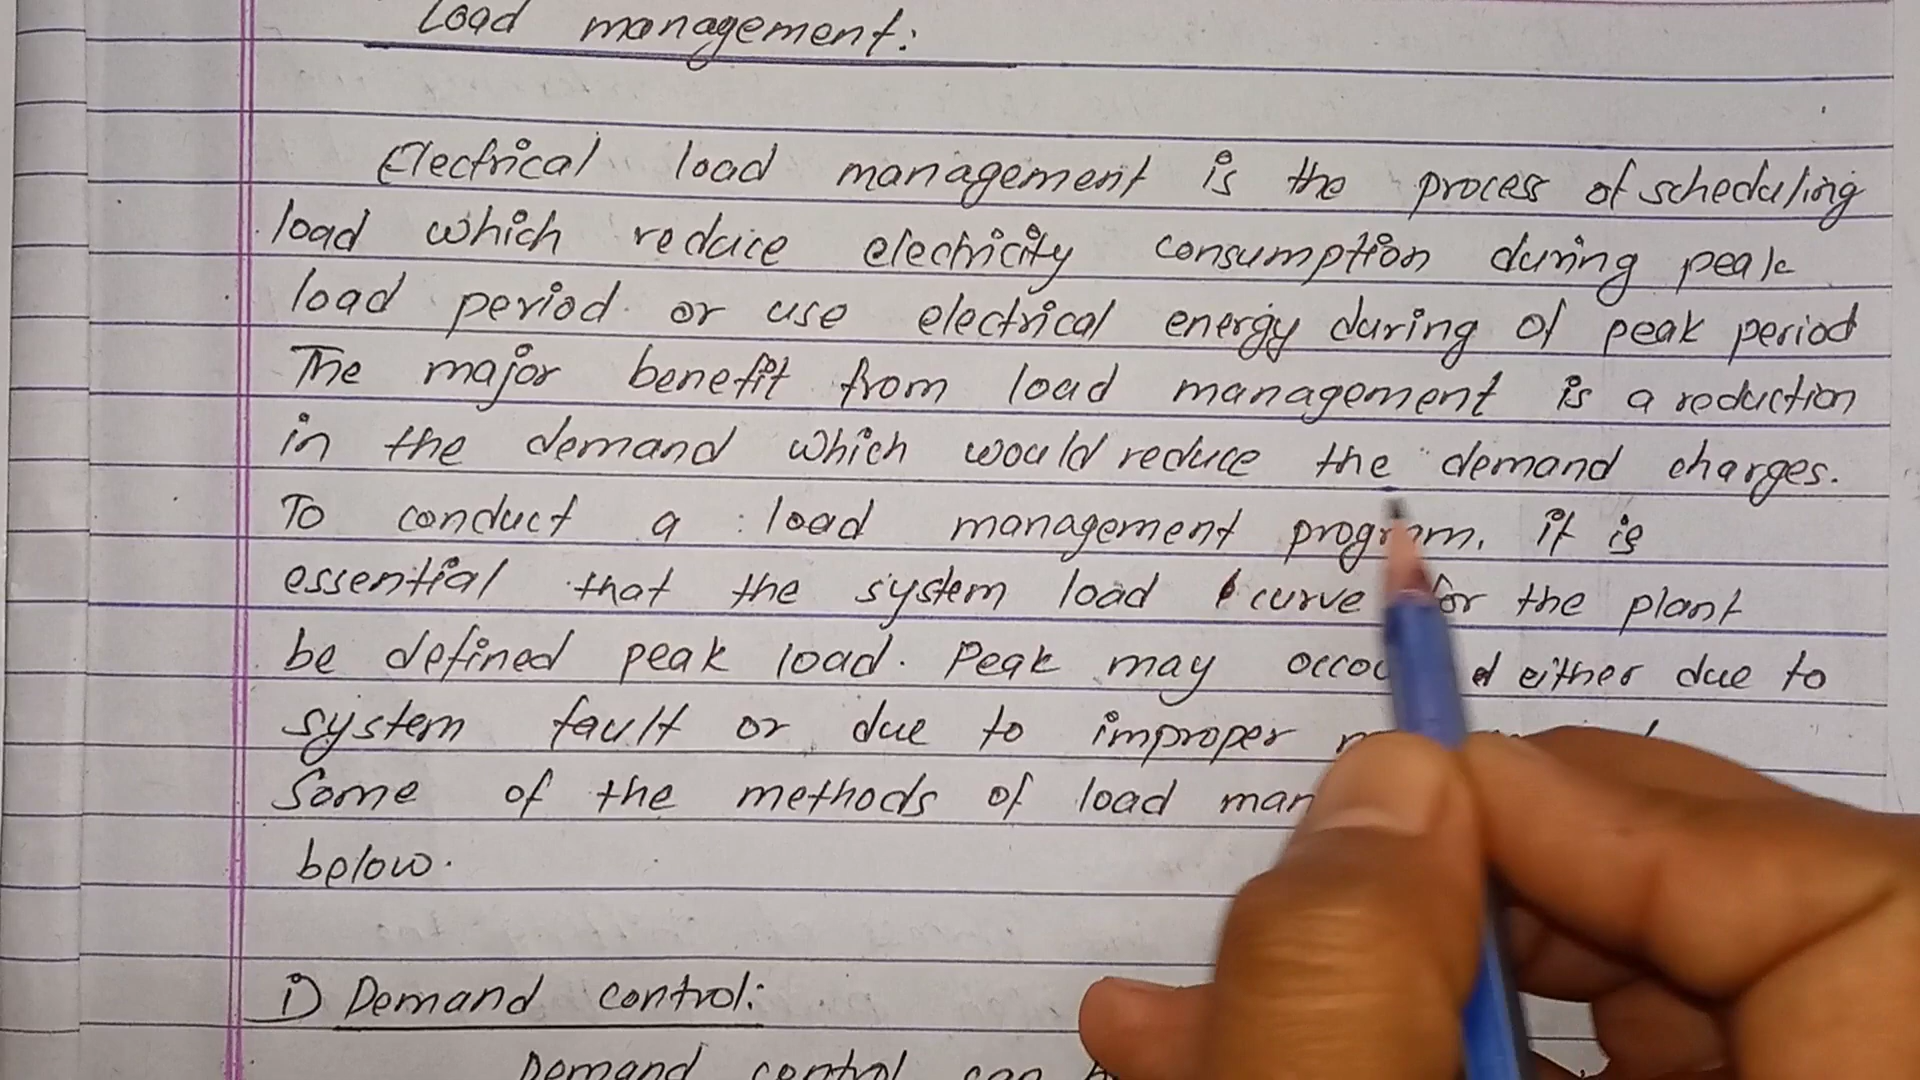 Load management:
Electrical load management is the process of scheduling
load which reduce electricity consumption during peak
load period or use electrical energy during of peak period
The major benefit from load management is a reduction
in the demand which would reduce the demand charges.
To conduct a load management program. it is
essential that the system load curve for the plant
be defined peak load. Peak may either due to
system fault or due to improper
Some of the methods of load
below.
i) Demand control:
Demand control can